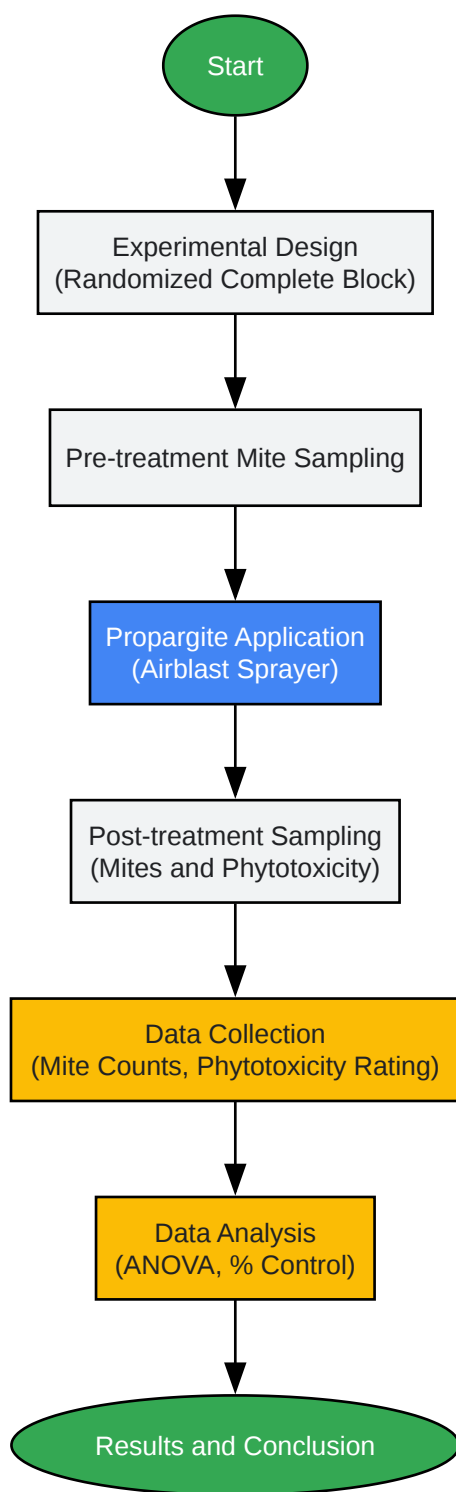 Start
Experimental Design
(Randomized Complete Block)
Pre-treatment Mite Sampling
Propargite Application
(Airblast Sprayer)
Post-treatment Sampling
(Mites and Phytotoxicity)
Data Collection
(Mite Counts, Phytotoxicity Rating)
Data Analysis
(ANOVA, % Control)
Results and Conclusion